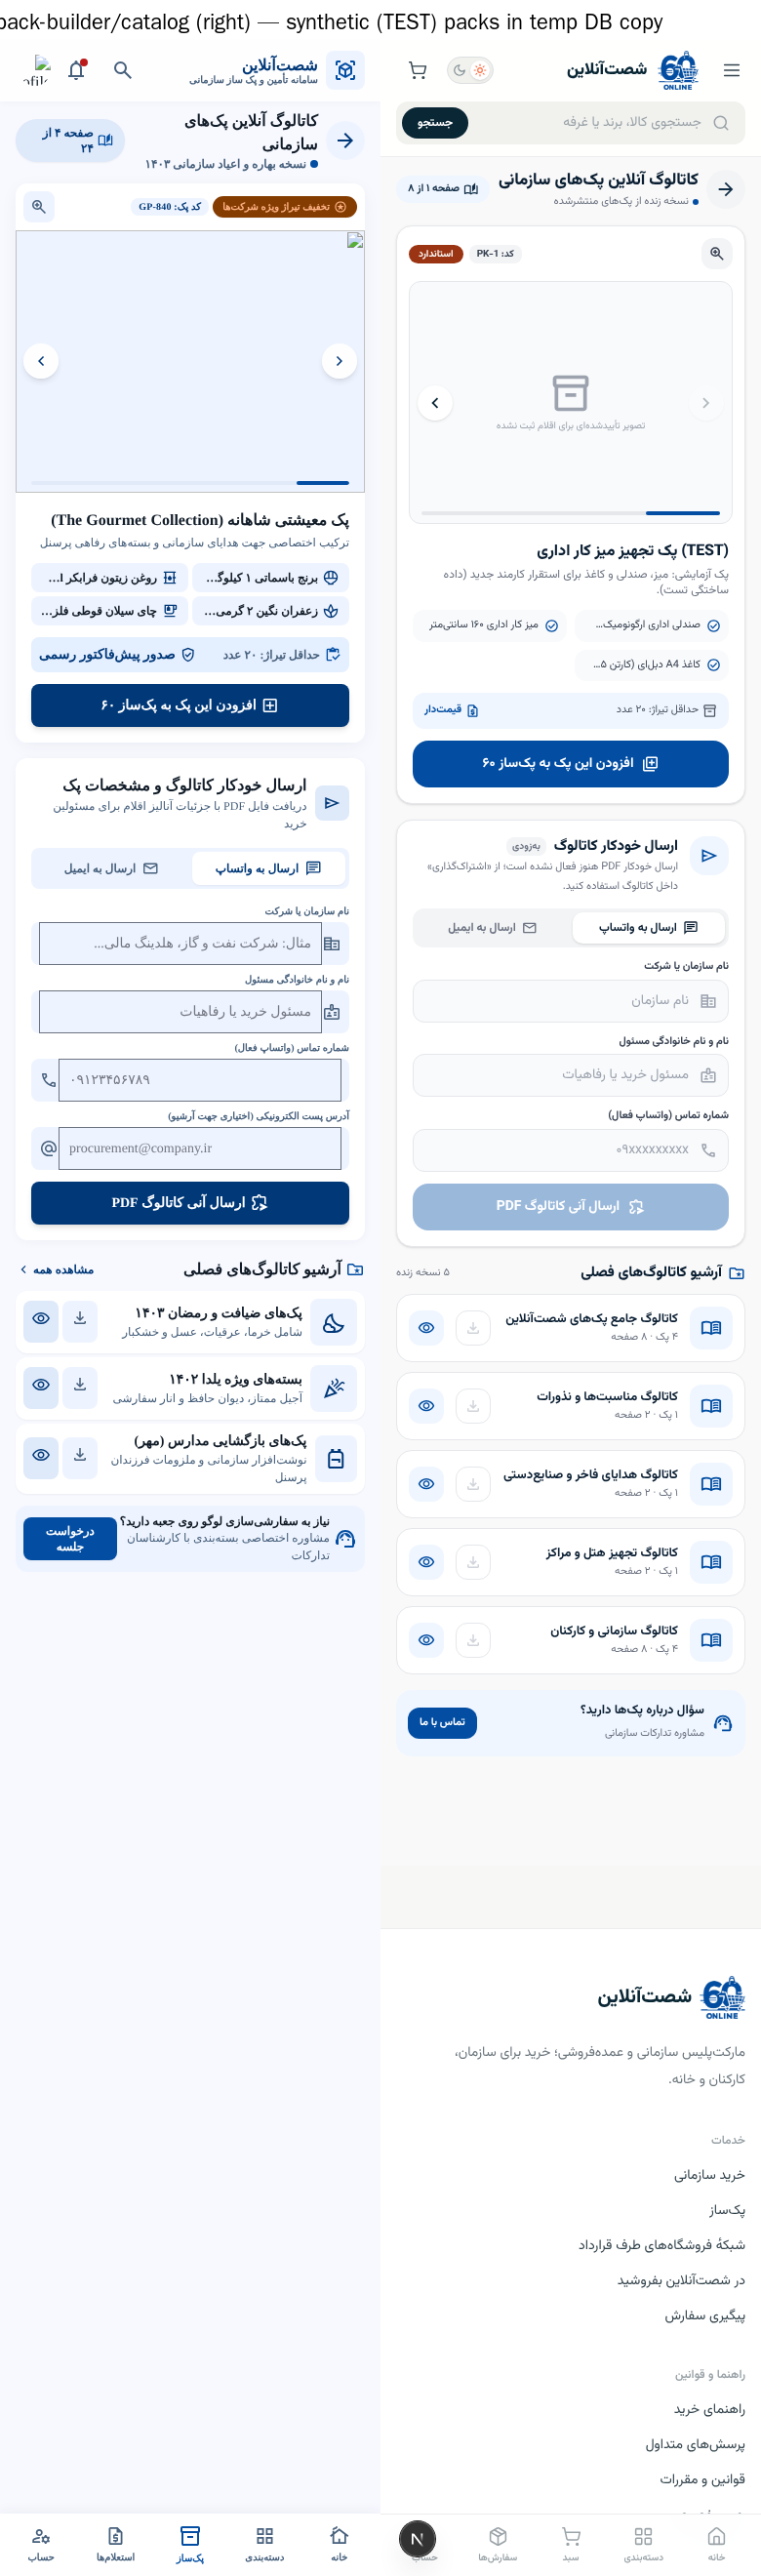 pack-builder/catalog (right) — synthetic (TEST) packs in temp DB copy
شصت‌آنلاین
سامانه تأمین و پک ساز سازمانی
کاتالوگ آنلاین پک‌های سازمانی
نسخه بهاره و اعیاد سازمانی ۱۴۰۳
صفحه ۴ از ۲۴
تخفیف تیراژ ویژه شرکت‌ها
کد پک: GP-840
پک معیشتی شاهانه (The Gourmet Collection)
ترکیب اختصاصی جهت هدایای سازمانی و بسته‌های رفاهی پرسنل
برنج باسماتی ۱ کیلوگ...
روغن زیتون فرابکر ا...
زعفران نگین ۲ گرمی...
چای سیلان قوطی فلز...
حداقل تیراژ: ۲۰ عدد
صدور پیش‌فاکتور رسمی
افزودن این پک به پک‌ساز ۶۰
ارسال خودکار کاتالوگ و مشخصات پک
دریافت فایل PDF با جزئیات آنالیز اقلام برای مسئولین خرید
ارسال به واتساپ
ارسال به ایمیل
نام سازمان یا شرکت
مثال: شرکت نفت و گاز، هلدینگ مالی...
نام و نام خانوادگی مسئول
مسئول خرید یا رفاهیات
شماره تماس (واتساپ فعال)
۰۹۱۲۳۴۵۶۷۸۹
آدرس پست الکترونیکی (اختیاری جهت آرشیو)
procurement@company.ir
ارسال آنی کاتالوگ PDF
آرشیو کاتالوگ‌های فصلی
مشاهده همه
پک‌های ضیافت و رمضان ۱۴۰۳
شامل خرما، عرقیات، عسل و خشکبار
بسته‌های ویژه یلدا ۱۴۰۲
آجیل ممتاز، دیوان حافظ و انار سفارشی
پک‌های بازگشایی مدارس (مهر)
نوشت‌افزار سازمانی و ملزومات فرزندان پرسنل
نیاز به سفارشی‌سازی لوگو روی جعبه دارید؟
مشاوره اختصاصی بسته‌بندی با کارشناسان تدارکات
درخواست جلسه
خانه
دسته‌بندی
پک‌ساز
استعلام‌ها
حساب
60 ONLINE
شصت‌آنلاین
جستجوی کالا، برند یا غرفه
جستجو
کاتالوگ آنلاین پک‌های سازمانی
نسخه زنده از پک‌های منتشرشده
صفحه ۱ از ۸
کد: PK-1
استاندارد
تصویر تأییدشده‌ای برای اقلام ثبت نشده
(TEST) پک تجهیز میز کار اداری
پک آزمایشی: میز، صندلی و کاغذ برای استقرار کارمند جدید (داده ساختگی تست).
صندلی اداری ارگونومیک...
میز کار اداری ۱۶۰ سانتی‌متر
کاغذ A4 دبل‌ای (کارتن ۵...
حداقل تیراژ: ۲۰ عدد
قیمت‌دار
افزودن این پک به پک‌ساز ۶۰
ارسال خودکار کاتالوگ
به‌زودی
ارسال خودکار PDF هنوز فعال نشده است؛ از «اشتراک‌گذاری» داخل کاتالوگ استفاده کنید.
ارسال به واتساپ
ارسال به ایمیل
نام سازمان یا شرکت
نام سازمان
نام و نام خانوادگی مسئول
مسئول خرید یا رفاهیات
شماره تماس (واتساپ فعال)
۰۹xxxxxxxxx
ارسال آنی کاتالوگ PDF
آرشیو کاتالوگ‌های فصلی
۵ نسخه زنده
کاتالوگ جامع پک‌های شصت‌آنلاین
۴ پک · ۸ صفحه
کاتالوگ مناسبت‌ها و نذورات
۱ پک · ۲ صفحه
کاتالوگ هدایای فاخر و صنایع‌دستی
۱ پک · ۲ صفحه
کاتالوگ تجهیز هتل و مراکز
۱ پک · ۲ صفحه
کاتالوگ سازمانی و کارکنان
۴ پک · ۸ صفحه
سؤال درباره پک‌ها دارید؟
مشاوره تدارکات سازمانی
تماس با ما
60 ONLINE
شصت‌آنلاین
مارکت‌پلیس سازمانی و عمده‌فروشی؛ خرید برای سازمان، کارکنان و خانه.
خدمات
خرید سازمانی
پک‌ساز
شبکهٔ فروشگاه‌های طرف قرارداد
در شصت‌آنلاین بفروشید
پیگیری سفارش
راهنما و قوانین
راهنمای خرید
پرسش‌های متداول
قوانین و مقررات
خانه
دسته‌بندی
سبد
سفارش‌ها
حساب
N